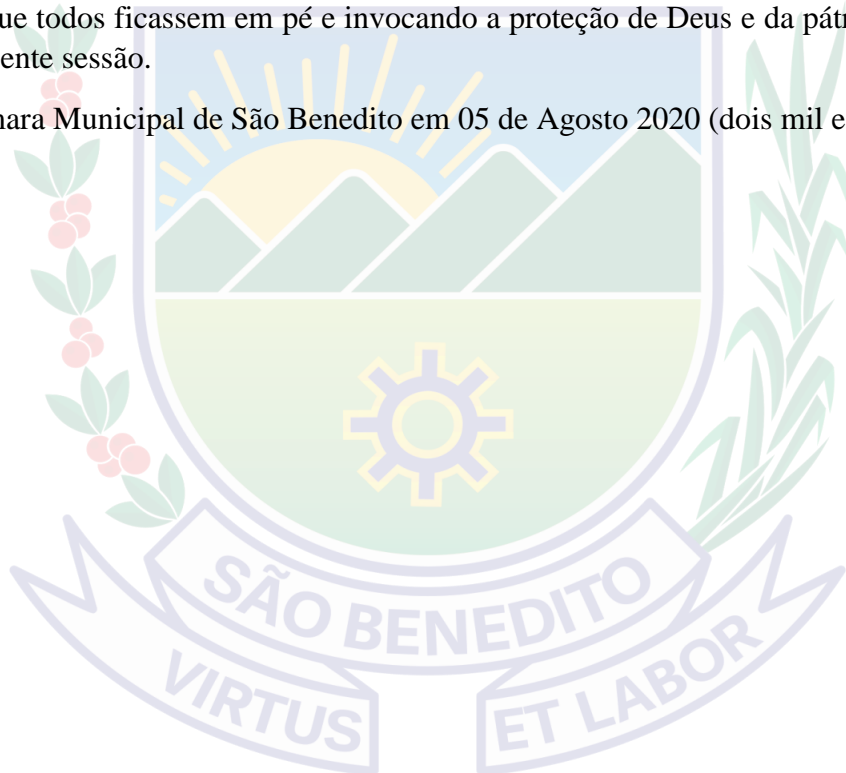 ue todos ficassem em pé e invocando a proteção de Deus e da pát
ente sessão.
nara Municipal de São Benedito em 05 de Agosto 2020 (dois mil e
SÃO BENEDITO
VIRTUS
ET LABOR